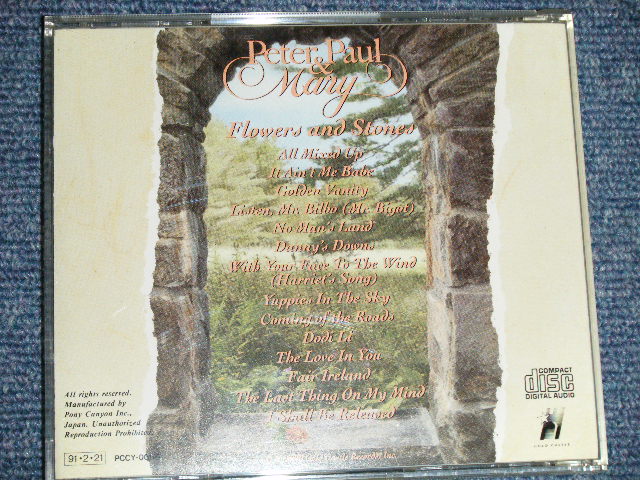 Peter, Paul
& Mary
Flowers and Stones
All Mixed Up
It Ain't Me Babe
Golden Vanity
Listen, Mr. Bilbo (Mr. Bigot)
No Man's Land
Danny's Downs
With Your Face To The Wind
(Harriet's Song)
Yuppies In The Sky
Coming of the Roads
Dodi Li
The Love In You
Fair Ireland
The Last Thing On My Mind
I Shall Be Released
All rights reserved.
Manufactured by
Pony Canyon Inc.,
Japan. Unauthorized
Reproduction Prohibited.
91・2・21 
COMPACT
disc
DIGITAL AUDIO
GOLD CASTLE
Records Inc.